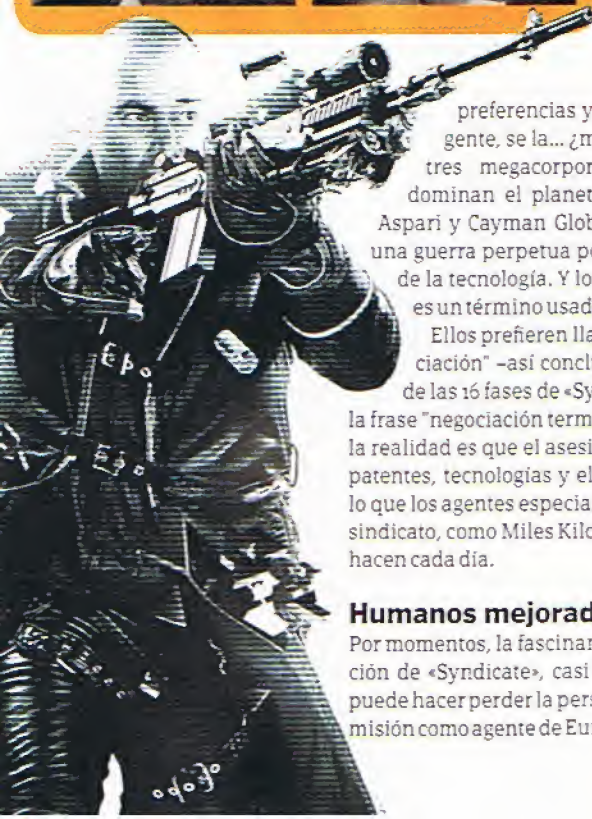 preferencias y
gente, se la... ¿m
tres megacorpor
dominan el planet
Aspari y Cayman Glob
una guerra perpetua po
de la tecnología. Y lo
es un término usad
Ellos prefieren lla
ciación" –así concl
de las 16 fases de «Sy
la frase "negociación term
la realidad es que el asesi
patentes, tecnologías y el
lo que los agentes especia
sindicato, como Miles Kilo
hacen cada día.
Humanos mejorad
Por momentos, la fascinan
ción de «Syndicate», casi
puede hacer perder la pers
misión como agente de Eur